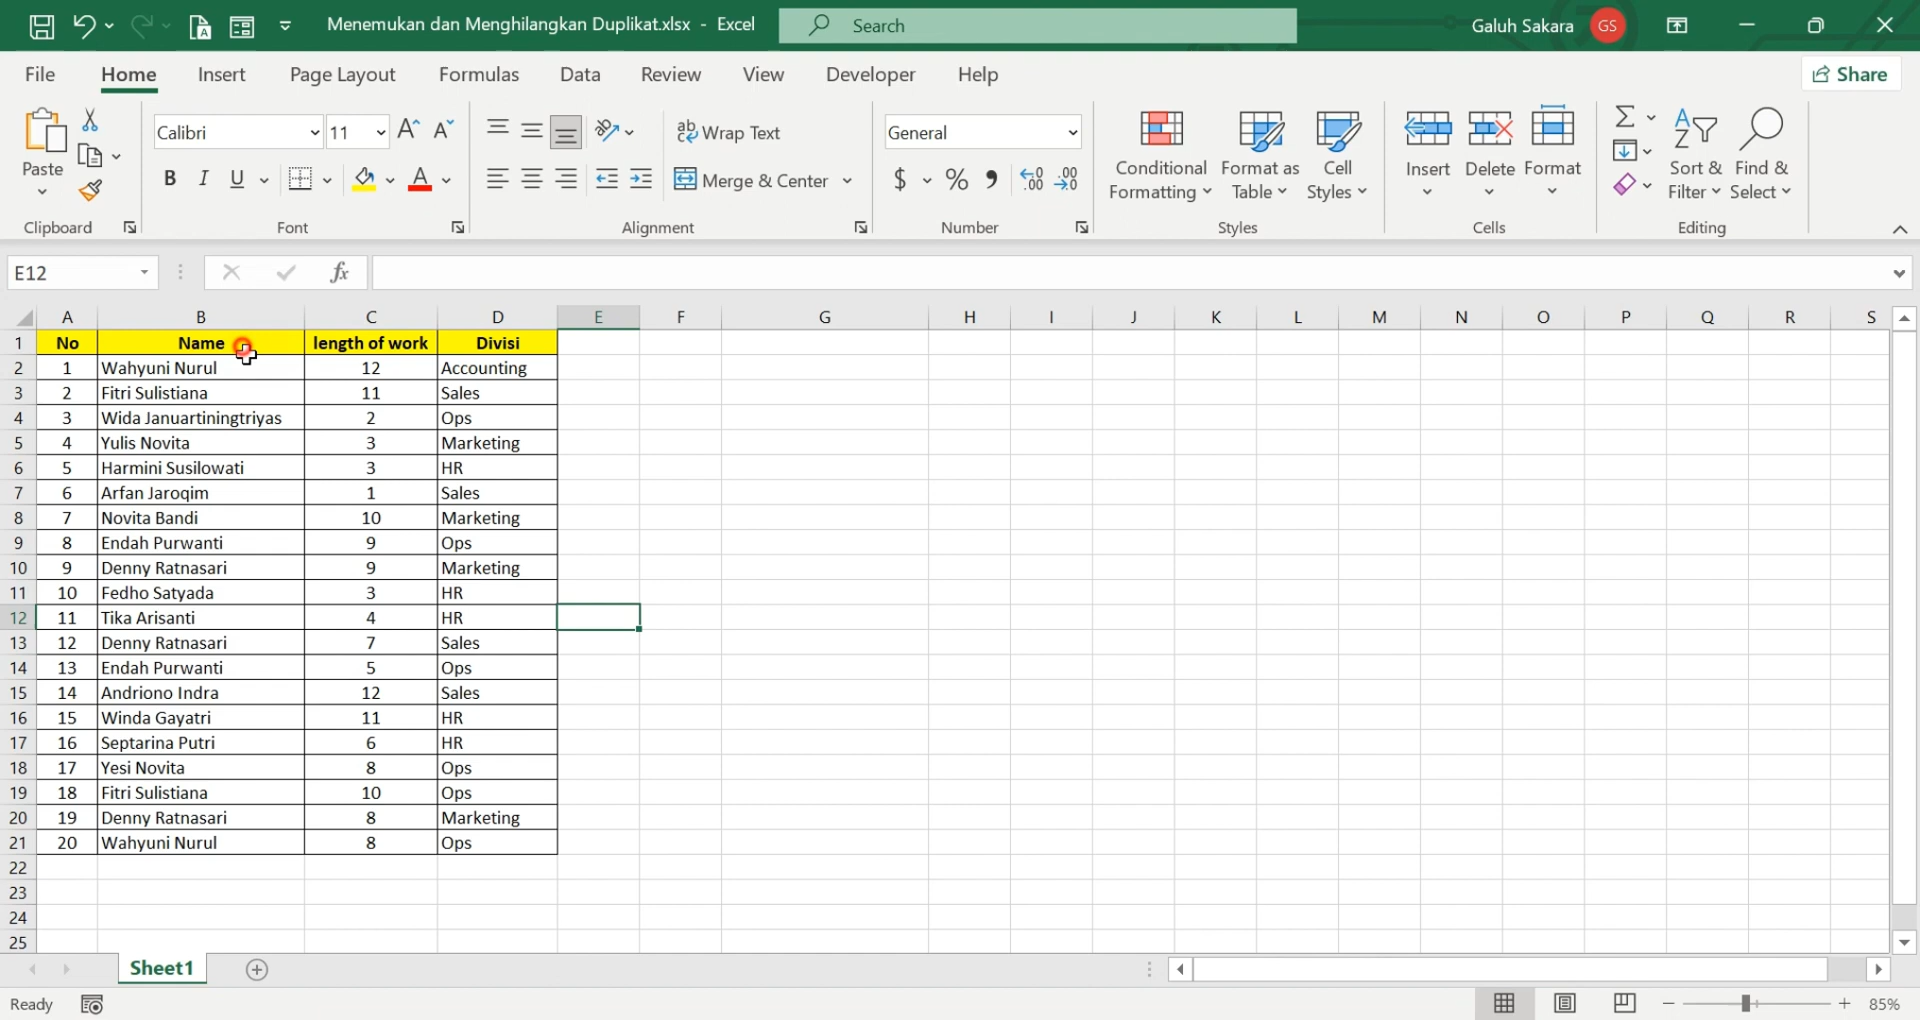 Menemukan dan Menghilangkan Duplikat.xlsx - Excel
Search
Galuh Sakara GS
File Home Insert Page Layout Formulas Data Review View Developer Help Share
Calibri 11 Wrap Text General
Paste
Conditional Formatting
Format as Table
Cell Styles
Insert Delete Format
Sort & Filter
Find & Select
B I U A Merge & Center $ % ,
Clipboard Font Alignment Number Styles Cells Editing
E12 fx
A B C D E F G H I J K L M N O P Q R S
1 No Name length of work Divisi
2 1 Wahyuni Nurul 12 Accounting
3 2 Fitri Sulistiana 11 Sales
4 3 Wida Januartiningtriyas 2 Ops
5 4 Yulis Novita 3 Marketing
6 5 Harmini Susilowati 3 HR
7 6 Arfan Jaroqim 1 Sales
8 7 Novita Bandi 10 Marketing
9 8 Endah Purwanti 9 Ops
10 9 Denny Ratnasari 9 Marketing
11 10 Fedho Satyada 3 HR
12 11 Tika Arisanti 4 HR
13 12 Denny Ratnasari 7 Sales
14 13 Endah Purwanti 5 Ops
15 14 Andriono Indra 12 Sales
16 15 Winda Gayatri 11 HR
17 16 Septarina Putri 6 HR
18 17 Yesi Novita 8 Ops
19 18 Fitri Sulistiana 10 Ops
20 19 Denny Ratnasari 8 Marketing
21 20 Wahyuni Nurul 8 Ops
22
23
24
25
Sheet1
Ready 85%